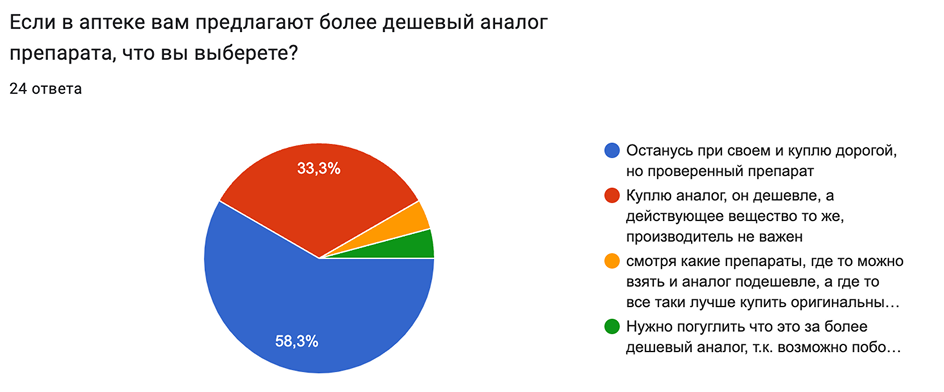 Если в аптеке вам предлагают более дешевый аналог
препарата, что вы выберете?
24 ответа
33,3%
58,3%
Останусь при своем и куплю дорогой,
но проверенный препарат
Куплю аналог, он дешевле, а
действующее вещество то же,
производитель не важен
смотря какие препараты, где то можно
взять и аналог подешевле, а где то
все таки лучше купить оригинальны…
Нужно погуглить что это за более
дешевый аналог, т.к. возможно побо…